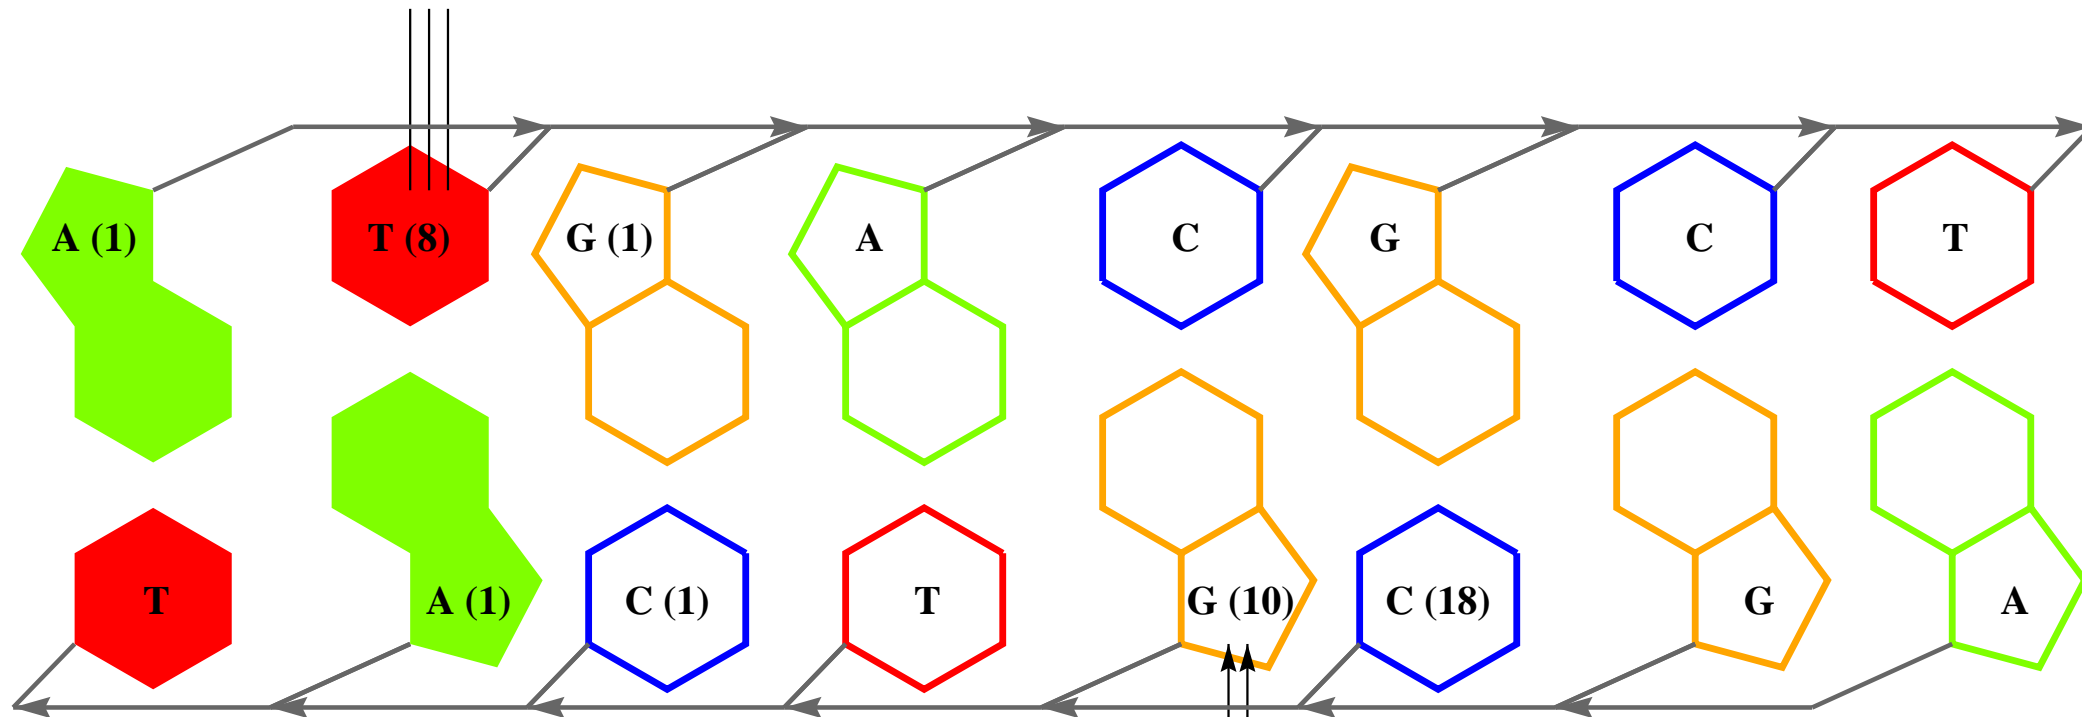 A (1) T (8) G (1) A C G C T
T A (1) C (1) T G (10) C (18) G A